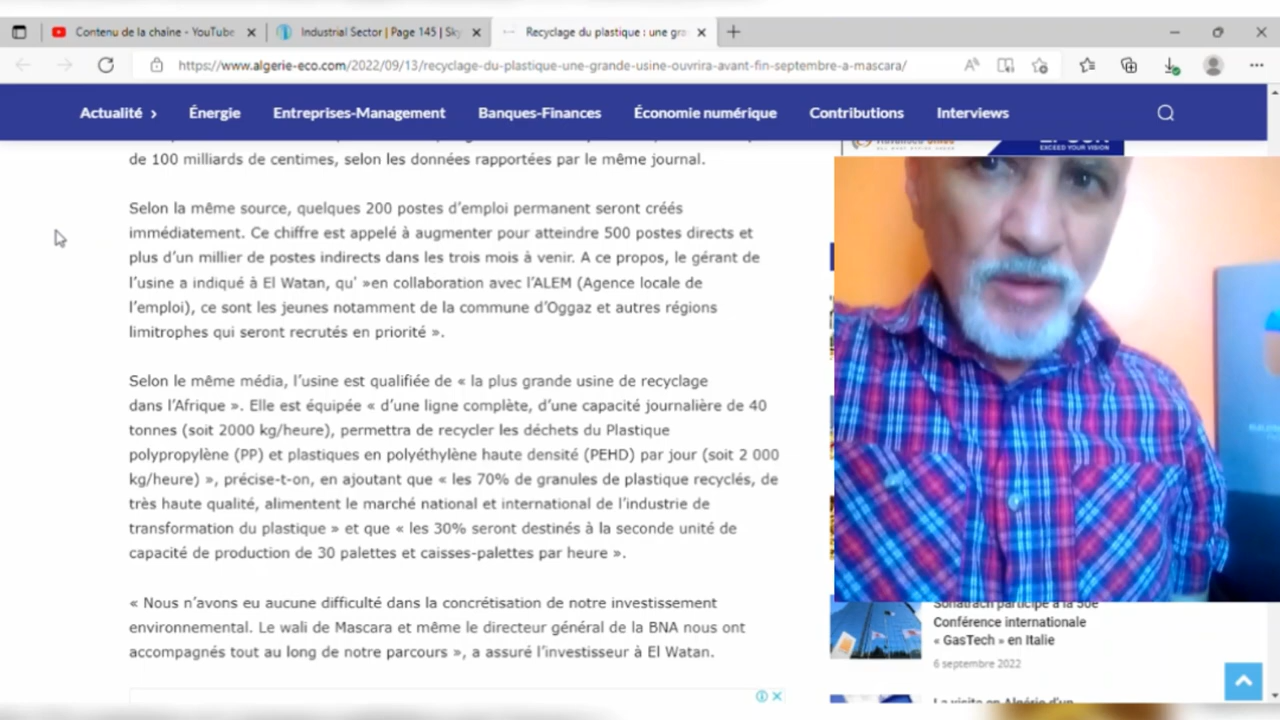 Contenu de la chaîne - YouTube
Industrial Sector | Page 145 | Sky
Recyclage du plastique : une gra
https://www.algerie-eco.com/2022/09/13/recyclage-du-plastique-une-grande-usine-ouvrira-avant-fin-septembre-a-mascara/
Actualité
Énergie
Entreprises-Management
Banques-Finances
Économie numérique
Contributions
Interviews
de 100 milliards de centimes, selon les données rapportées par le même journal.
EXCEED YOUR VISION
Selon la même source, quelques 200 postes d’emploi permanent seront créés
immédiatement. Ce chiffre est appelé à augmenter pour atteindre 500 postes directs et
plus d’un millier de postes indirects dans les trois mois à venir. A ce propos, le gérant de
l’usine a indiqué à El Watan, qu’ »en collaboration avec l’ALEM (Agence locale de
l’emploi), ce sont les jeunes notamment de la commune d’Oggaz et autres régions
limitrophes qui seront recrutés en priorité ».
Selon le même média, l’usine est qualifiée de « la plus grande usine de recyclage
dans l’Afrique ». Elle est équipée « d’une ligne complète, d’une capacité journalière de 40
tonnes (soit 2000 kg/heure), permettra de recycler les déchets du Plastique
polypropylène (PP) et plastiques en polyéthylène haute densité (PEHD) par jour (soit 2 000
kg/heure) », précise-t-on, en ajoutant que « les 70% de granules de plastique recyclés, de
très haute qualité, alimentent le marché national et international de l’industrie de
transformation du plastique » et que « les 30% seront destinés à la seconde unité de
capacité de production de 30 palettes et caisses-palettes par heure ».
« Nous n’avons eu aucune difficulté dans la concrétisation de notre investissement
environnemental. Le wali de Mascara et même le directeur général de la BNA nous ont
accompagnés tout au long de notre parcours », a assuré l’investisseur à El Watan.
Sonatrach participe à la 50e
Conférence internationale
« GasTech » en Italie
6 septembre 2022
La visite en Algérie d’un